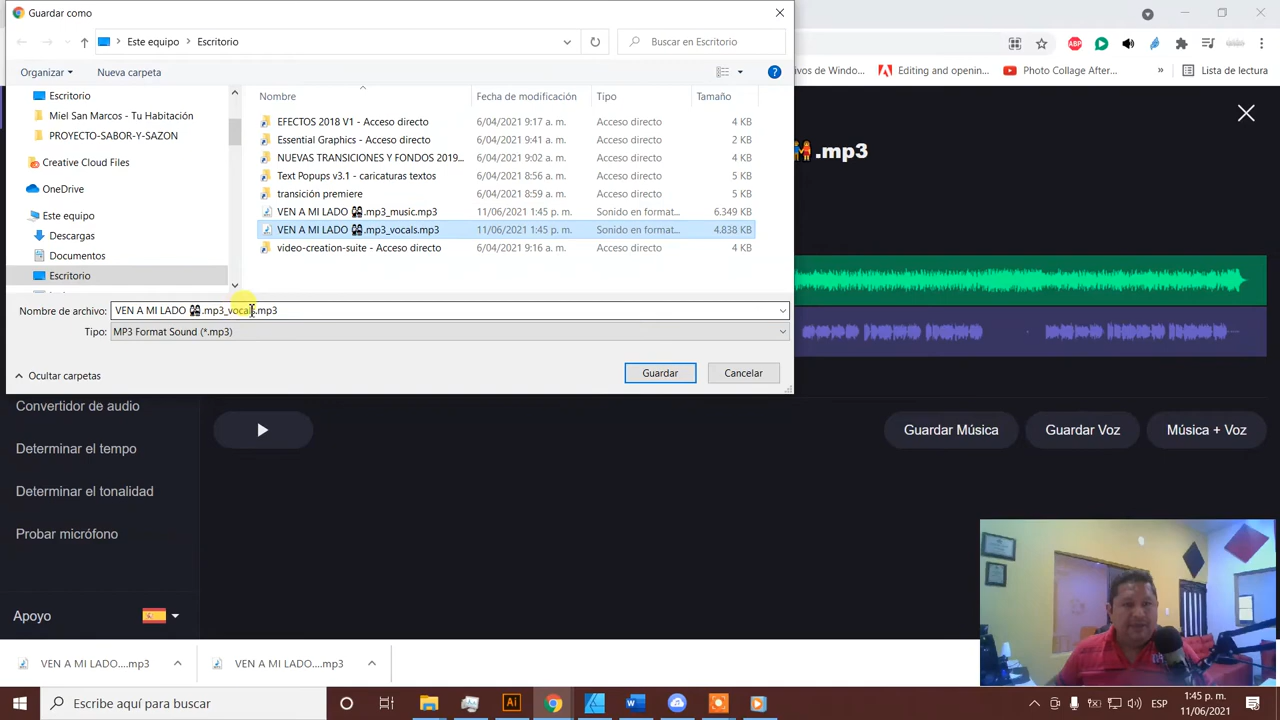 Guardar como
Este equipo
Escritorio
Buscar en Escritorio
Organizar
Nueva carpeta
Escritorio
Miel San Marcos - Tu Habitación
PROYECTO-SABOR-Y-SAZON
Creative Cloud Files
OneDrive
Este equipo
Descargas
Documentos
Escritorio
Nombre
Fecha de modificación
Tipo
Tamaño
EFECTOS 2018 V1 - Acceso directo
6/04/2021 9:17 a. m.
Acceso directo
4 KB
Essential Graphics - Acceso directo
6/04/2021 9:41 a. m.
Acceso directo
2 KB
NUEVAS TRANSICIONES Y FONDOS 2019...
6/04/2021 9:02 a. m.
Acceso directo
4 KB
Text Popups v3.1 - caricaturas textos
6/04/2021 8:56 a. m.
Acceso directo
5 KB
transición premiere
6/04/2021 8:59 a. m.
Acceso directo
5 KB
VEN A MI LADO 👫.mp3_music.mp3
11/06/2021 1:45 p. m.
Sonido en format...
6.349 KB
VEN A MI LADO 👫.mp3_vocals.mp3
11/06/2021 1:45 p. m.
Sonido en format...
4.838 KB
video-creation-suite - Acceso directo
6/04/2021 9:16 a. m.
Acceso directo
4 KB
Nombre de archivo:
VEN A MI LADO 👫.mp3_vocals.mp3
Tipo:
MP3 Format Sound (*.mp3)
Ocultar carpetas
Guardar
Cancelar
ABP
ivos de Windo...
Editing and openin...
Photo Collage After...
»
Lista de lectura
👫.mp3
Convertidor de audio
Determinar el tempo
Determinar el tonalidad
Probar micrófono
Apoyo
Guardar Música
Guardar Voz
Música + Voz
VEN A MI LADO....mp3
VEN A MI LADO....mp3
Escribe aquí para buscar
Ai
ESP
1:45 p. m.
11/06/2021